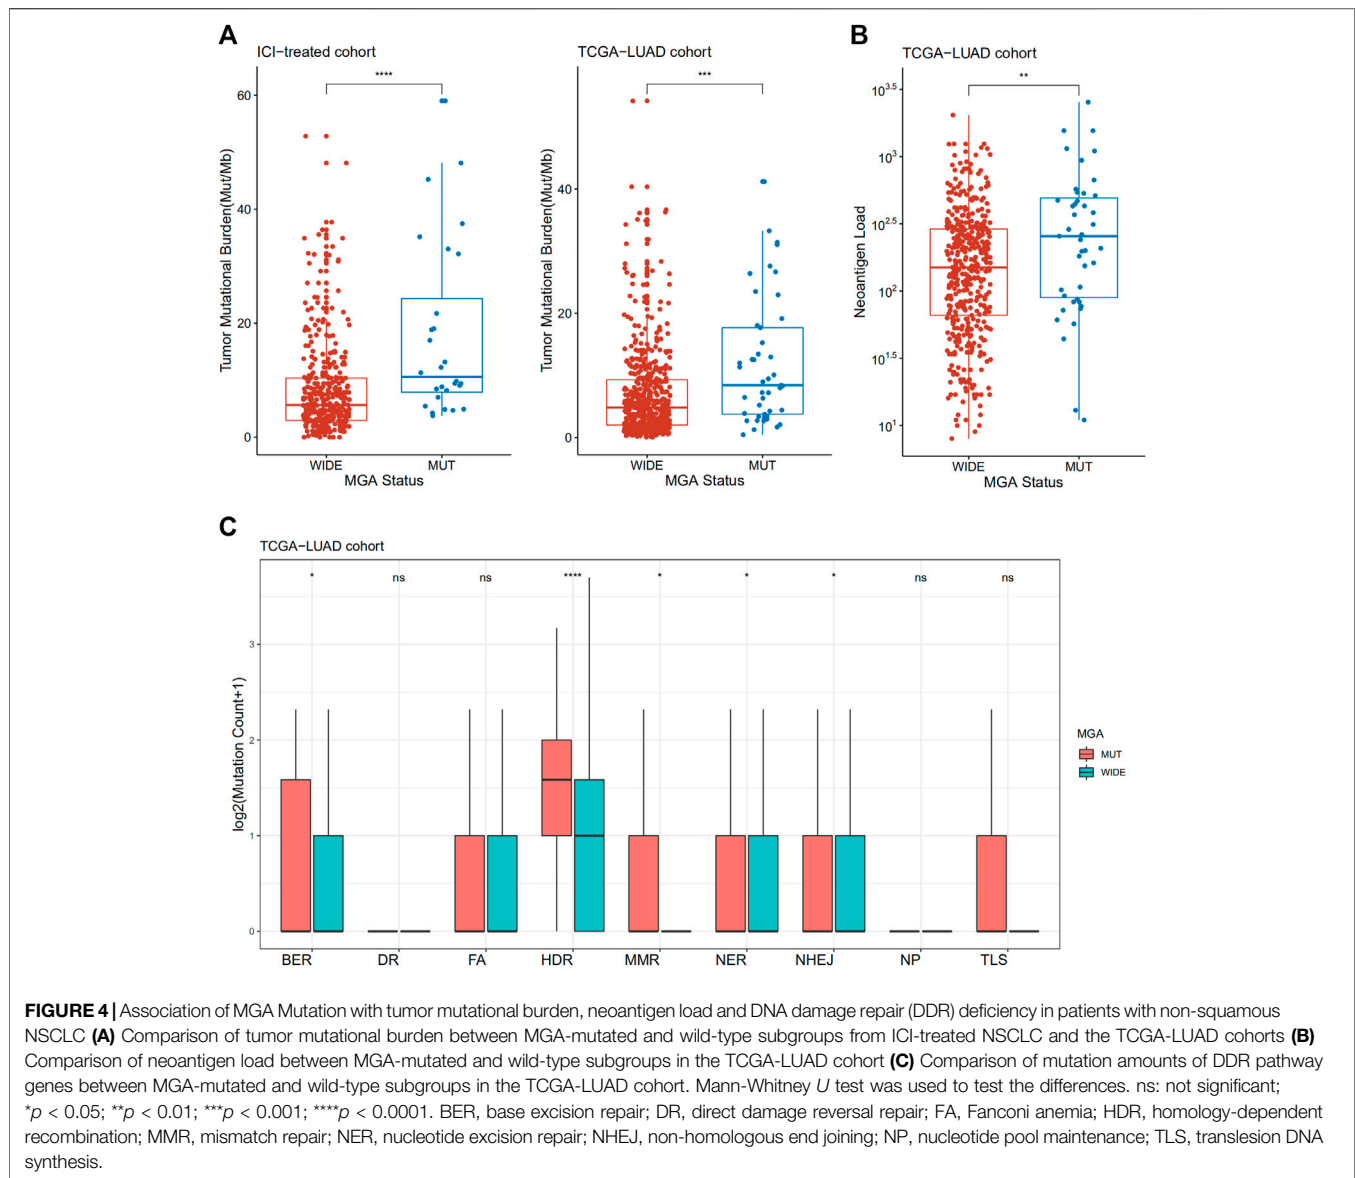 A
ICI−treated cohort
****
60
40
20
0
Tumor Mutational Burden(Mut/Mb)
WIDE MUT
MGA Status
TCGA−LUAD cohort
***
40
20
0
Tumor Mutational Burden(Mut/Mb)
WIDE MUT
MGA Status
B
TCGA−LUAD cohort
**
10^3.5
10^3
10^2.5
10^2
10^1.5
10^1
Neoantigen Load
WIDE MUT
MGA Status
C
TCGA−LUAD cohort
* ns ns **** * * * ns ns
3
2
1
0
log2(Mutation Count+1)
BER DR FA HDR MMR NER NHEJ NP TLS
MGA
MUT
WIDE
FIGURE 4 | Association of MGA Mutation with tumor mutational burden, neoantigen load and DNA damage repair (DDR) deficiency in patients with non-squamous
NSCLC (A) Comparison of tumor mutational burden between MGA-mutated and wild-type subgroups from ICI-treated NSCLC and the TCGA-LUAD cohorts (B)
Comparison of neoantigen load between MGA-mutated and wild-type subgroups in the TCGA-LUAD cohort (C) Comparison of mutation amounts of DDR pathway
genes between MGA-mutated and wild-type subgroups in the TCGA-LUAD cohort. Mann-Whitney U test was used to test the differences. ns: not significant;
*p < 0.05; **p < 0.01; ***p < 0.001; ****p < 0.0001. BER, base excision repair; DR, direct damage reversal repair; FA, Fanconi anemia; HDR, homology-dependent
recombination; MMR, mismatch repair; NER, nucleotide excision repair; NHEJ, non-homologous end joining; NP, nucleotide pool maintenance; TLS, translesion DNA
synthesis.